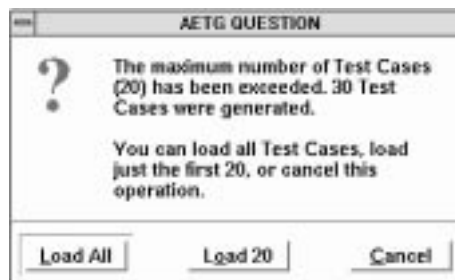 AETG QUESTION
The maximum number of Test Cases
(20) has been exceeded. 30 Test
Cases were generated.
You can load all Test Cases, load
just the first 20, or cancel this
operation.
Load All Load 20 Cancel